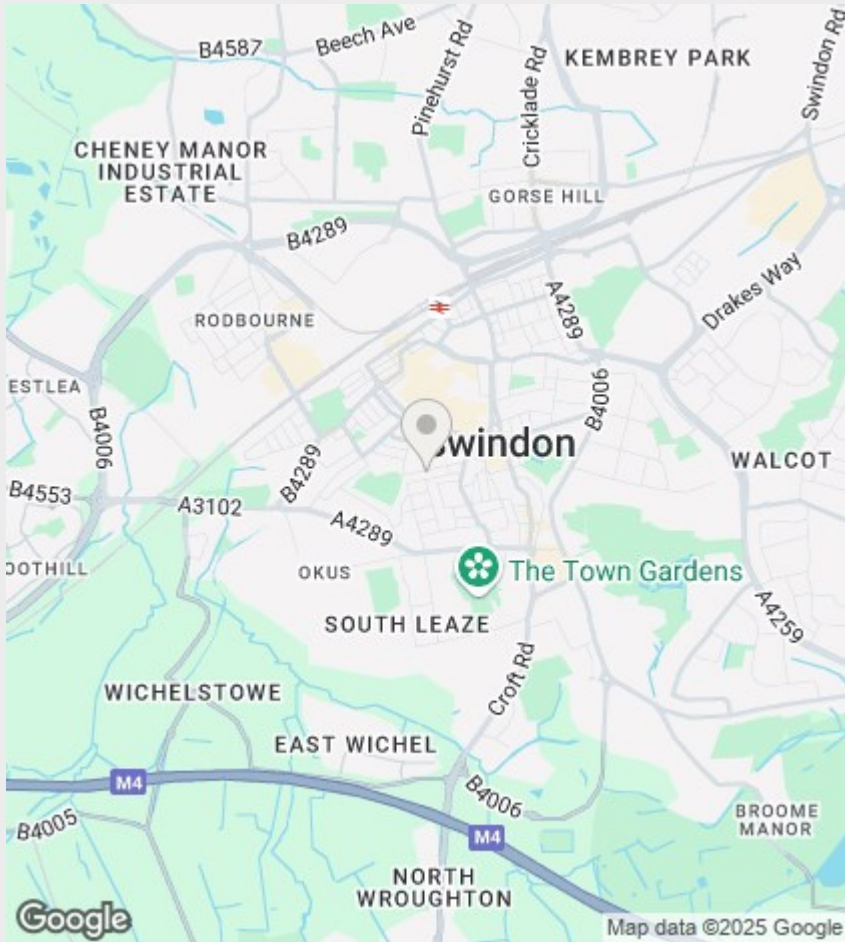 B4587
Beech Ave
Pinehurst Rd
Cricklade Rd
KEMBREY PARK
Swindon Rd
CHENEY MANOR
INDUSTRIAL
ESTATE
GORSE HILL
B4289
A4289
Drakes Way
RODBOURNE
ESTLEA
B4006
B4006
Swindon
WALCOT
B4289
B4553
A3102
A4289
OOTHILL
OKUS
The Town Gardens
SOUTH LEAZE
A4259
Croft Rd
WICHELSTOWE
EAST WICHEL
M4
B4006
B4005
M4
BROOME
MANOR
NORTH
WROUGHTON
Google
Map data ©2025 Google